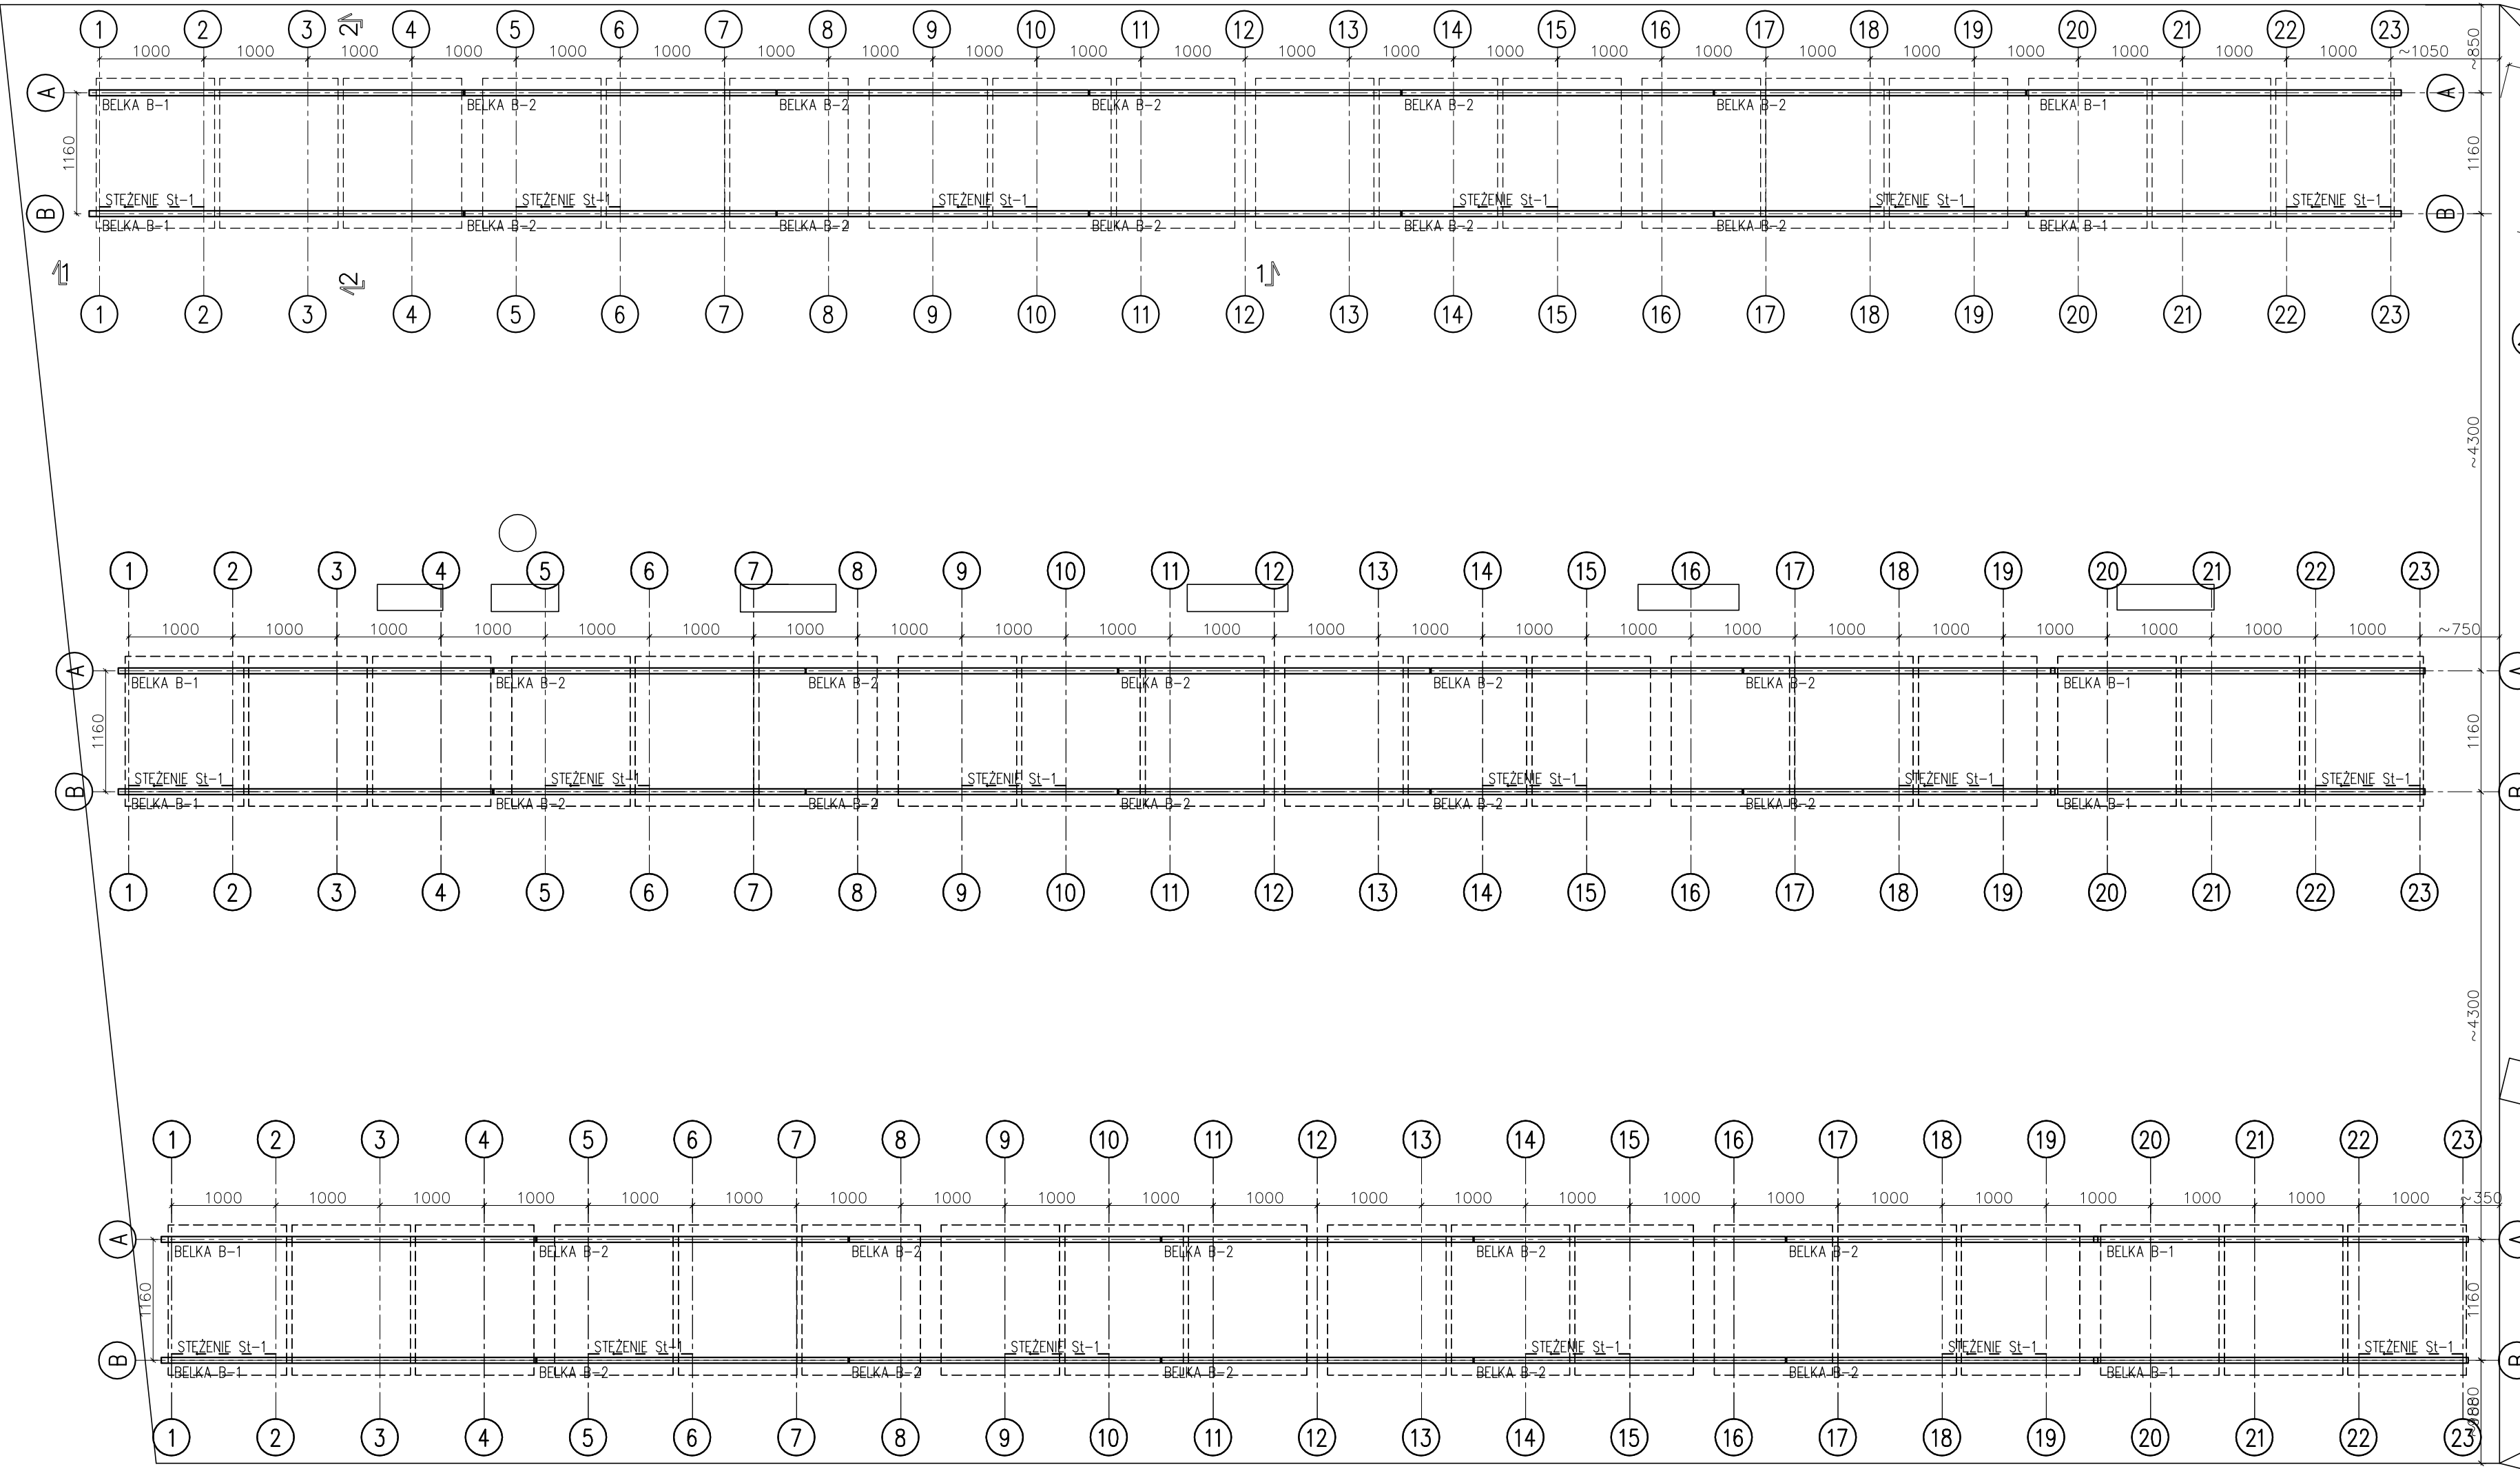 1 2 3 2 4 5 6 7 8 9 10 11 12 13 14 15 16 17 18 19 20 21 22 23
1000 1000 1000 1000 1000 1000 1000 1000 1000 1000 1000 1000 1000 1000 1000 1000 1000 1000 1000 1000 1000 1000 ~1050
~850
A A
BELKA B-1 BELKA B-2 BELKA B-2 BELKA B-2 BELKA B-2 BELKA B-2 BELKA B-1
1160 1160
STĘŻENIE St-1 STĘŻENIE St-1 STĘŻENIE St-1 STĘŻENIE St-1 STĘŻENIE St-1 STĘŻENIE St-1
B B
BELKA B-1 BELKA B-2 BELKA B-2 BELKA B-2 BELKA B-2 BELKA B-2 BELKA B-1
1 2 1
1 2 3 4 5 6 7 8 9 10 11 12 13 14 15 16 17 18 19 20 21 22 23
~4300
1 2 3 4 5 6 7 8 9 10 11 12 13 14 15 16 17 18 19 20 21 22 23
1000 1000 1000 1000 1000 1000 1000 1000 1000 1000 1000 1000 1000 1000 1000 1000 1000 1000 1000 1000 1000 1000 ~750
A A
BELKA B-1 BELKA B-2 BELKA B-2 BELKA B-2 BELKA B-2 BELKA B-2 BELKA B-1
1160 1160
STĘŻENIE St-1 STĘŻENIE St-1 STĘŻENIE St-1 STĘŻENIE St-1 STĘŻENIE St-1 STĘŻENIE St-1
B B
BELKA B-1 BELKA B-2 BELKA B-2 BELKA B-2 BELKA B-2 BELKA B-2 BELKA B-1
1 2 3 4 5 6 7 8 9 10 11 12 13 14 15 16 17 18 19 20 21 22 23
~4300
1 2 3 4 5 6 7 8 9 10 11 12 13 14 15 16 17 18 19 20 21 22 23
1000 1000 1000 1000 1000 1000 1000 1000 1000 1000 1000 1000 1000 1000 1000 1000 1000 1000 1000 1000 1000 1000 ~350
A A
BELKA B-1 BELKA B-2 BELKA B-2 BELKA B-2 BELKA B-2 BELKA B-2 BELKA B-1
1160 1160
STĘŻENIE St-1 STĘŻENIE St-1 STĘŻENIE St-1 STĘŻENIE St-1 STĘŻENIE St-1 STĘŻENIE St-1
B B
BELKA B-1 BELKA B-2 BELKA B-2 BELKA B-2 BELKA B-2 BELKA B-2 BELKA B-1
1 2 3 4 5 6 7 8 9 10 11 12 13 14 15 16 17 18 19 20 21 22 23